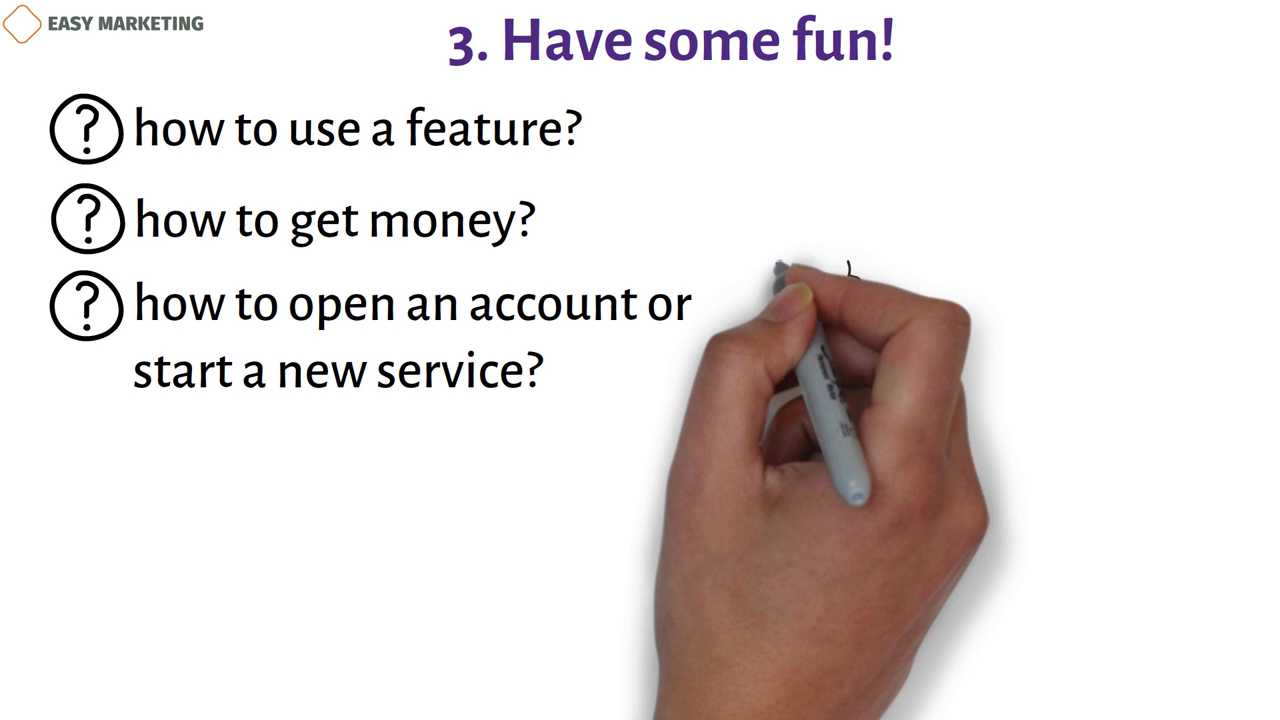 EASY MARKETING
3. Have some fun!
? how to use a feature?
? how to get money?
? how to open an account or
start a new service?